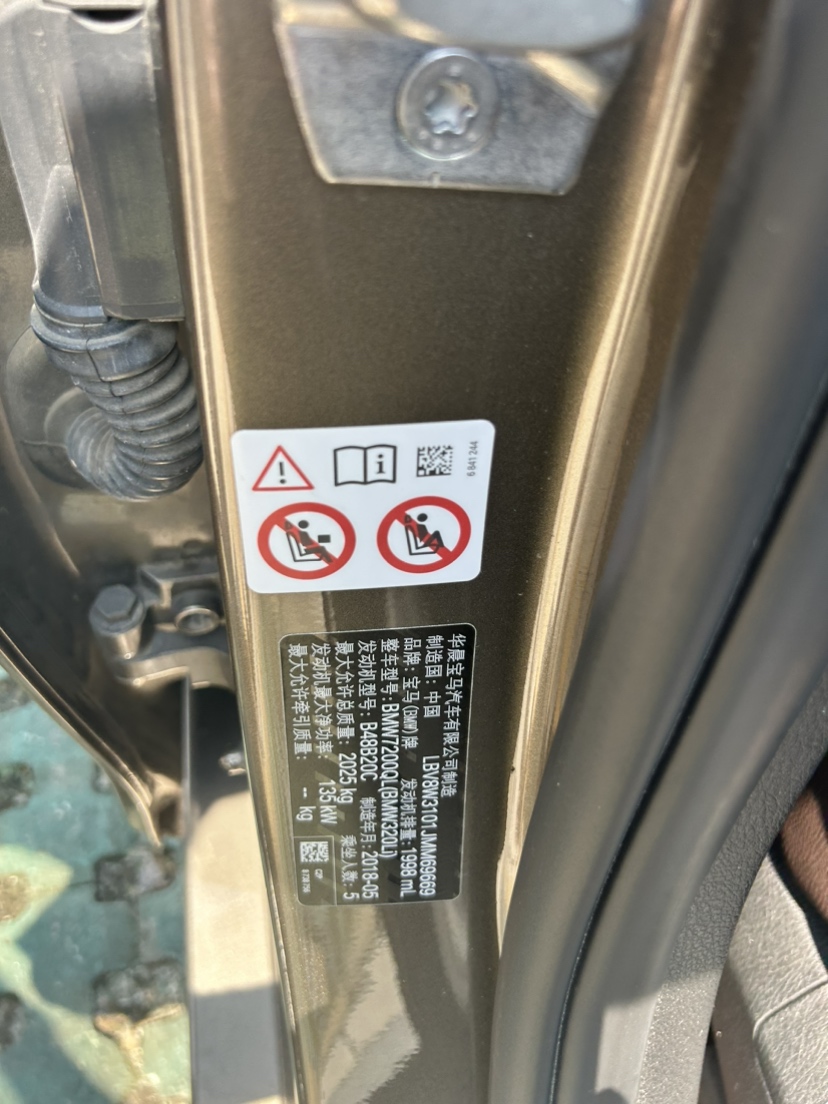 6 841 244
华晨宝马汽车有限公司制造
制造国：中国 LBV8W3101JMM69669
品牌：宝马(BMW)牌 发动机排量：1998 mL
整车型号：BMW7200QL(BMW320Li)
发动机型号：B48B20C 制造年月：2018-05
最大允许总质量：2025 kg 乘坐人数：5
发动机最大净功率：135 kW
最大允许牵引质量：-- kg